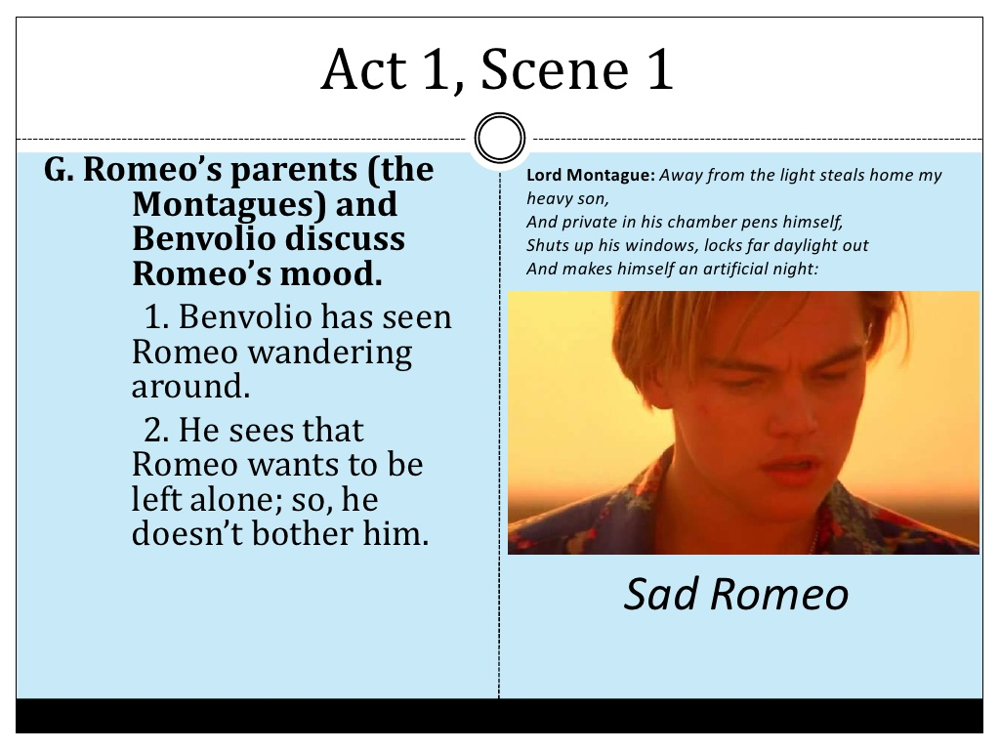 Act 1, Scene 1
G. Romeo’s parents (the
Montagues) and
Benvolio discuss
Romeo’s mood.
1. Benvolio has seen
Romeo wandering
around.
2. He sees that
Romeo wants to be
left alone; so, he
doesn’t bother him.
Lord Montague: Away from the light steals home my
heavy son,
And private in his chamber pens himself,
Shuts up his windows, locks far daylight out
And makes himself an artificial night:
Sad Romeo